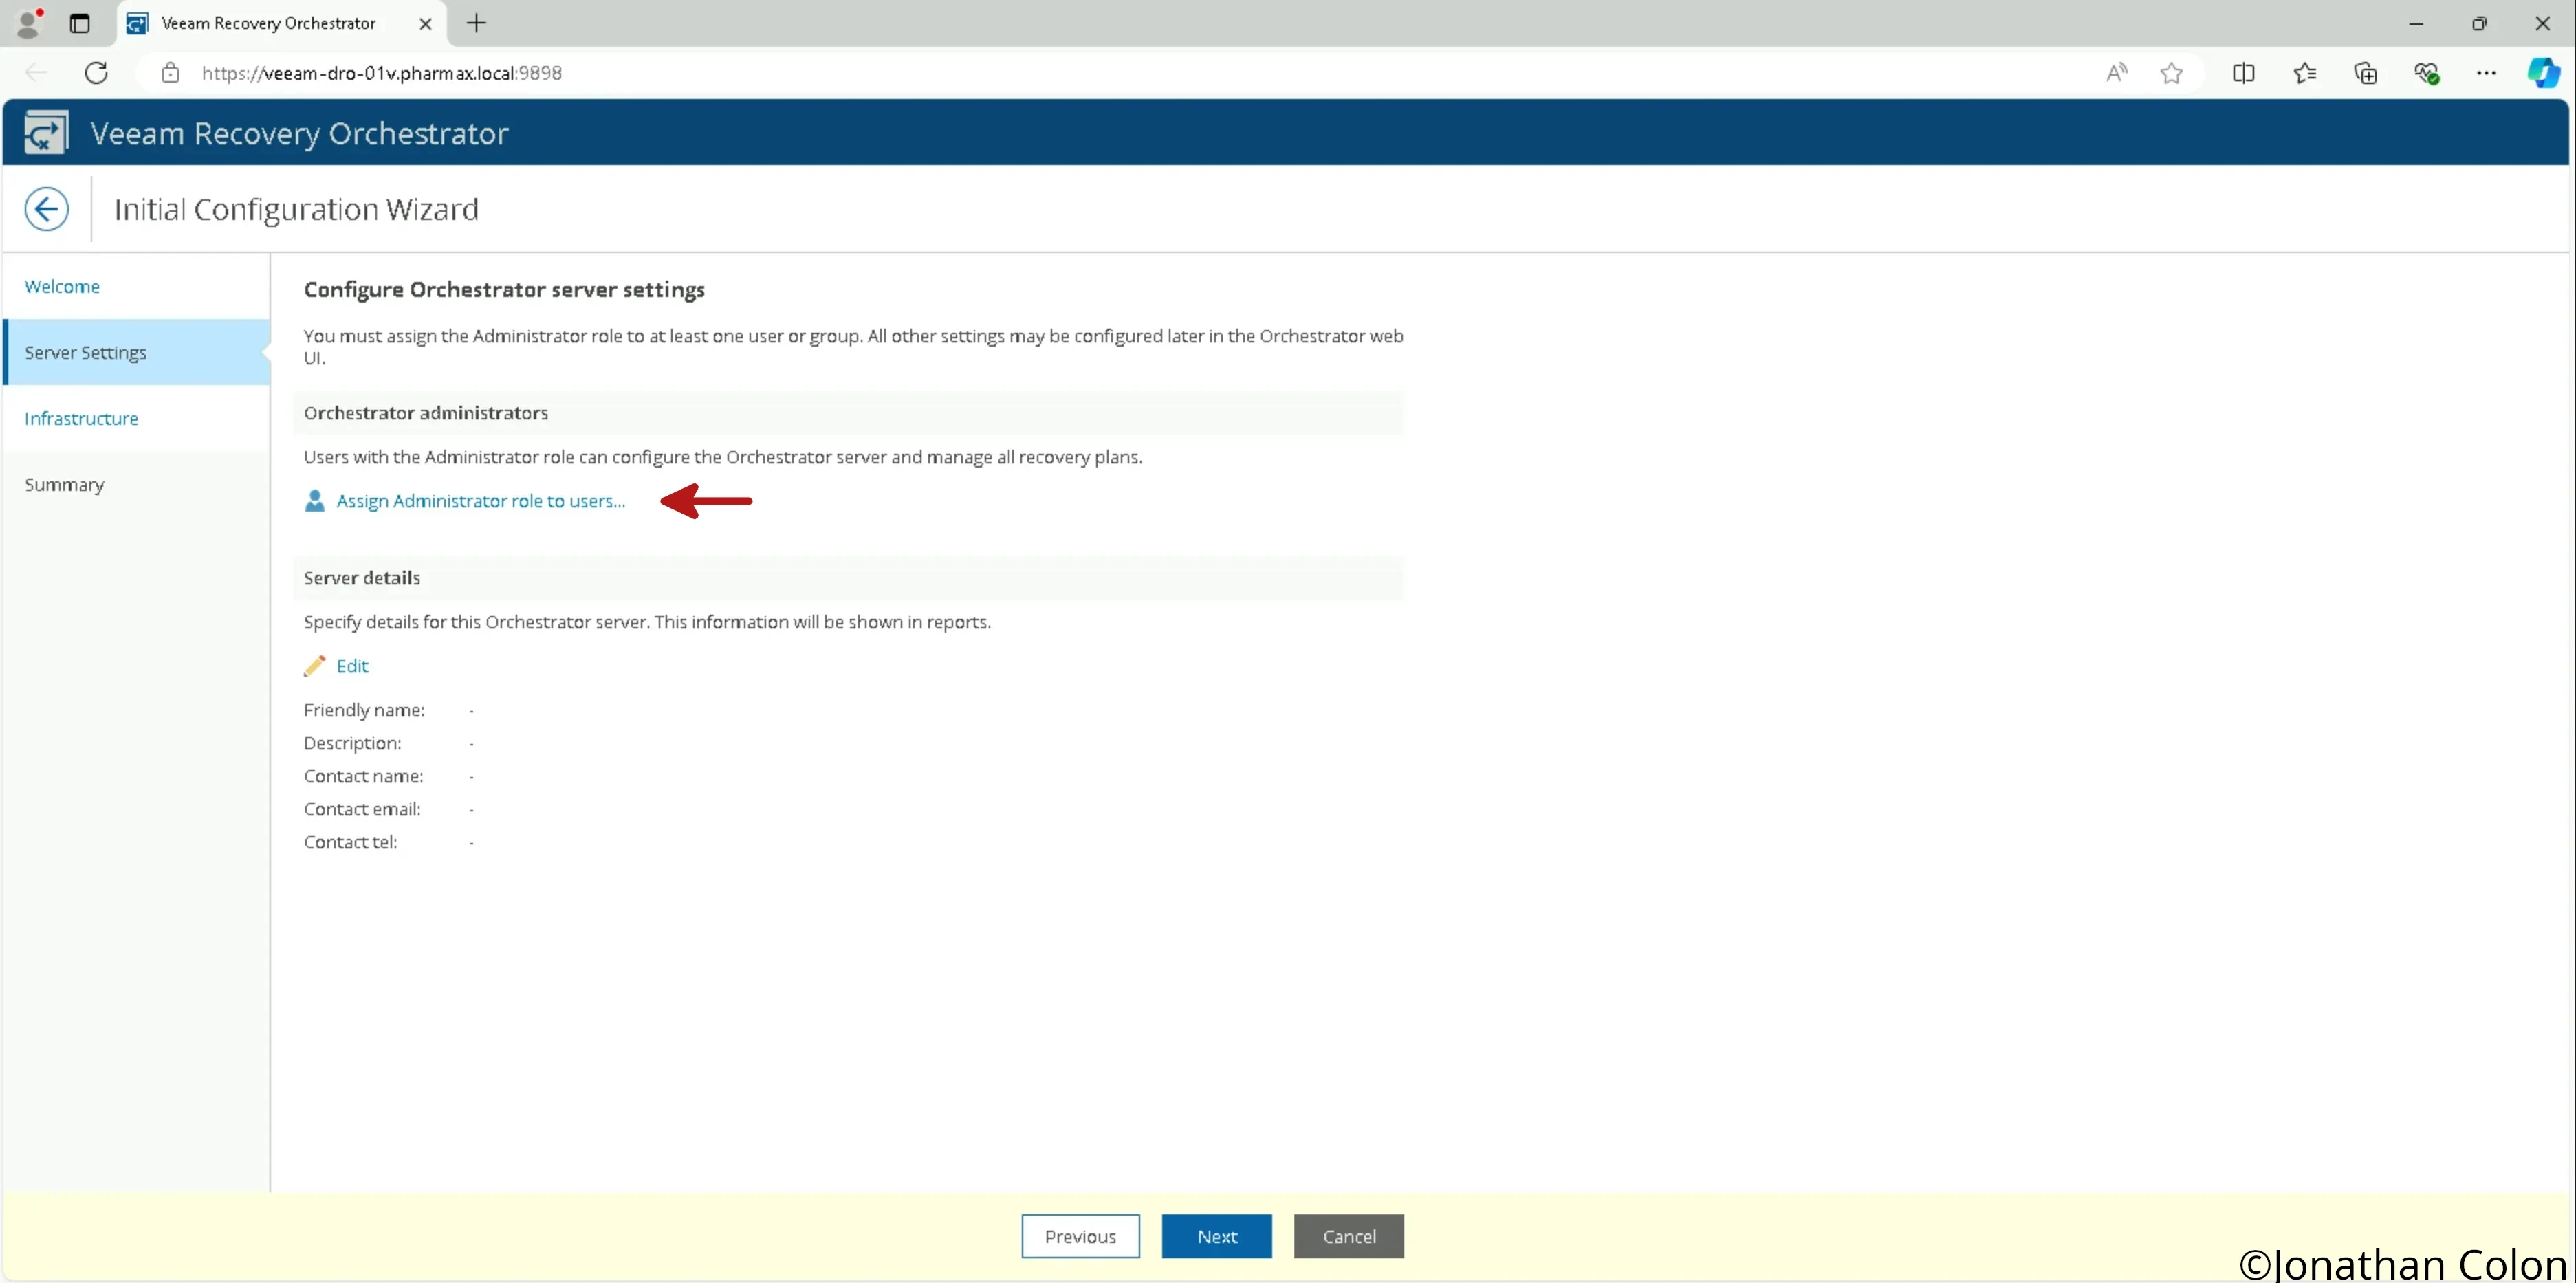 Veeam Recovery Orchestrator
https://veeam-dro-01v.pharmax.local:9898
Veeam Recovery Orchestrator
Initial Configuration Wizard
Welcome
Server Settings
Infrastructure
Summary
Configure Orchestrator server settings
You must assign the Administrator role to at least one user or group. All other settings may be configured later in the Orchestrator web
UI.
Orchestrator administrators
Users with the Administrator role can configure the Orchestrator server and manage all recovery plans.
Assign Administrator role to users...
Server details
Specify details for this Orchestrator server. This information will be shown in reports.
Edit
Friendly name: -
Description: -
Contact name: -
Contact email: -
Contact tel: -
Previous Next Cancel
©Jonathan Colon